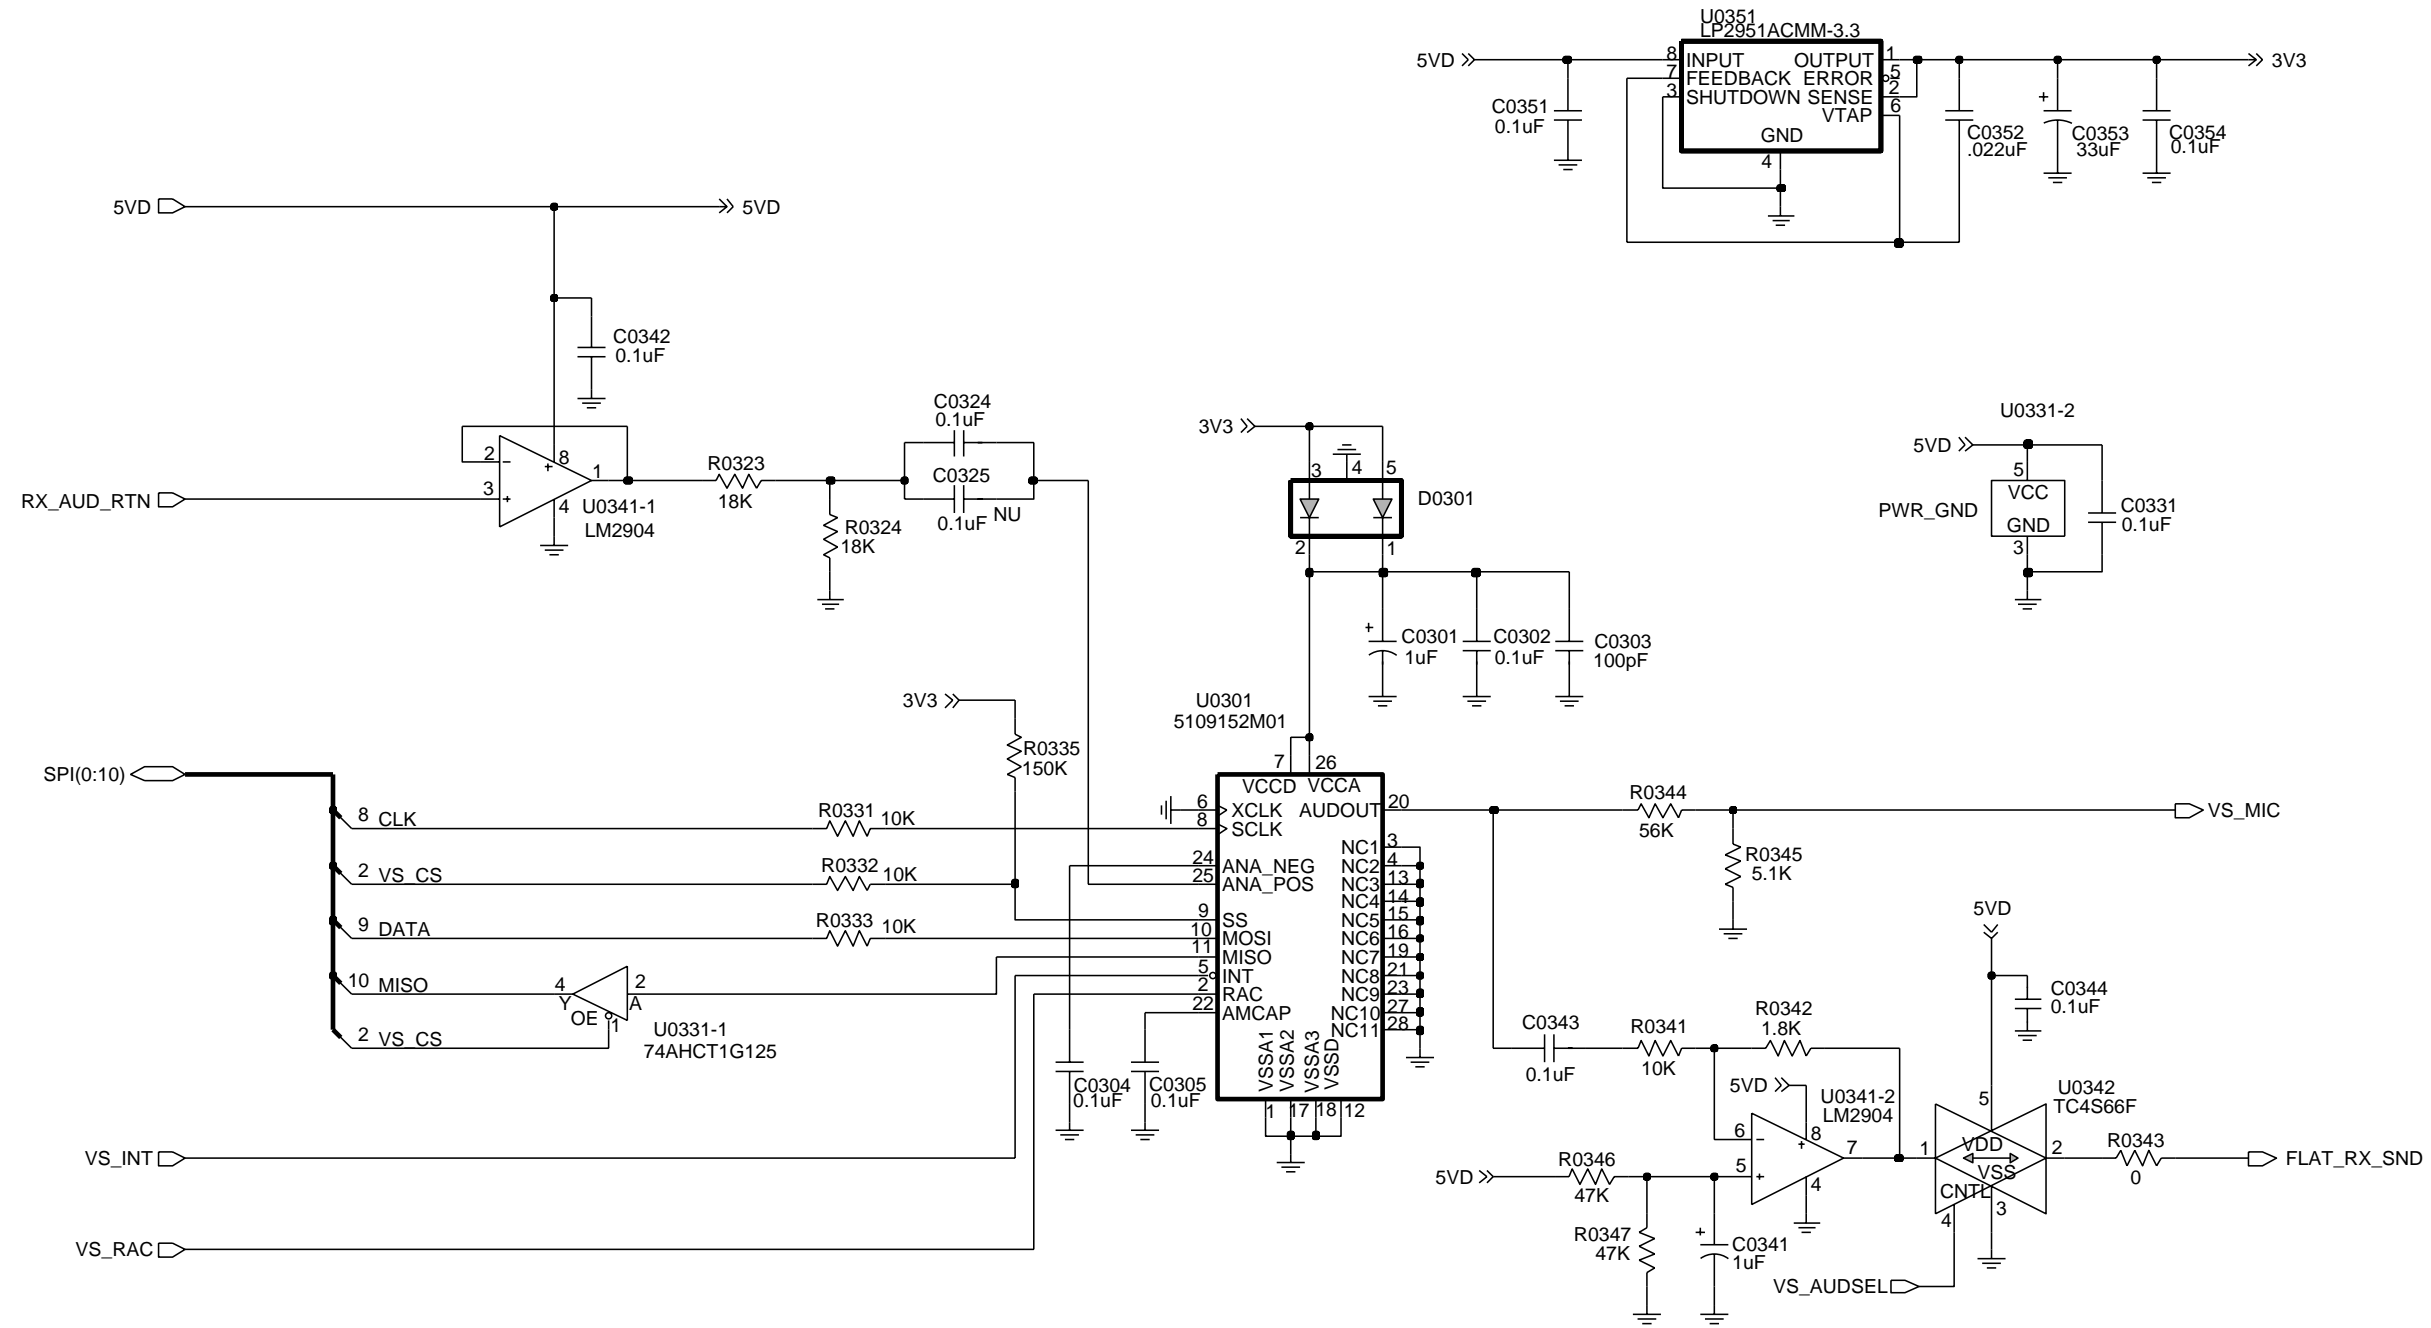 U0351
LP2951ACMM-3.3
5VD
8
INPUT
OUTPUT
1
3V3
7
FEEDBACK
ERROR
5
3
SHUTDOWN
SENSE
2
VTAP
6
GND
4
C0351
0.1uF
C0352
.022uF
+
C0353
33uF
C0354
0.1uF
5VD
5VD
C0342
0.1uF
2
-
8
+
1
3
+
4
RX_AUD_RTN
U0341-1
LM2904
R0323
18K
R0324
18K
C0324
0.1uF
C0325
0.1uF
NU
3V3
3
4
5
D0301
2
1
+
C0301
1uF
C0302
0.1uF
C0303
100pF
U0331-2
5VD
5
VCC
PWR_GND
GND
3
C0331
0.1uF
3V3
R0335
150K
U0301
5109152M01
7
26
VCCD
VCCA
SPI(0:10)
8
CLK
R0331
10K
2
VS_CS
R0332
10K
9
DATA
R0333
10K
10
MISO
4
Y
2
A
OE
1
U0331-1
74AHCT1G125
2
VS_CS
6
XCLK
8
SCLK
24
ANA_NEG
25
ANA_POS
9
SS
10
MOSI
11
MISO
5
INT
2
RAC
22
AMCAP
AUDOUT
20
NC1
3
NC2
4
NC3
13
NC4
14
NC5
15
NC6
16
NC7
19
NC8
21
NC9
23
NC10
27
NC11
28
VSSA1
VSSA2
VSSA3
VSSD
1
17
18
12
C0304
0.1uF
C0305
0.1uF
VS_INT
VS_RAC
R0344
56K
VS_MIC
R0345
5.1K
5VD
C0344
0.1uF
C0343
0.1uF
R0341
10K
R0342
1.8K
5VD
U0341-2
LM2904
6
-
8
+
7
5
+
4
5VD
R0346
47K
R0347
47K
+
C0341
1uF
U0342
TC4S66F
5
1
VDD
VSS
2
CNTL
4
3
R0343
0
FLAT_RX_SND
VS_AUDSEL